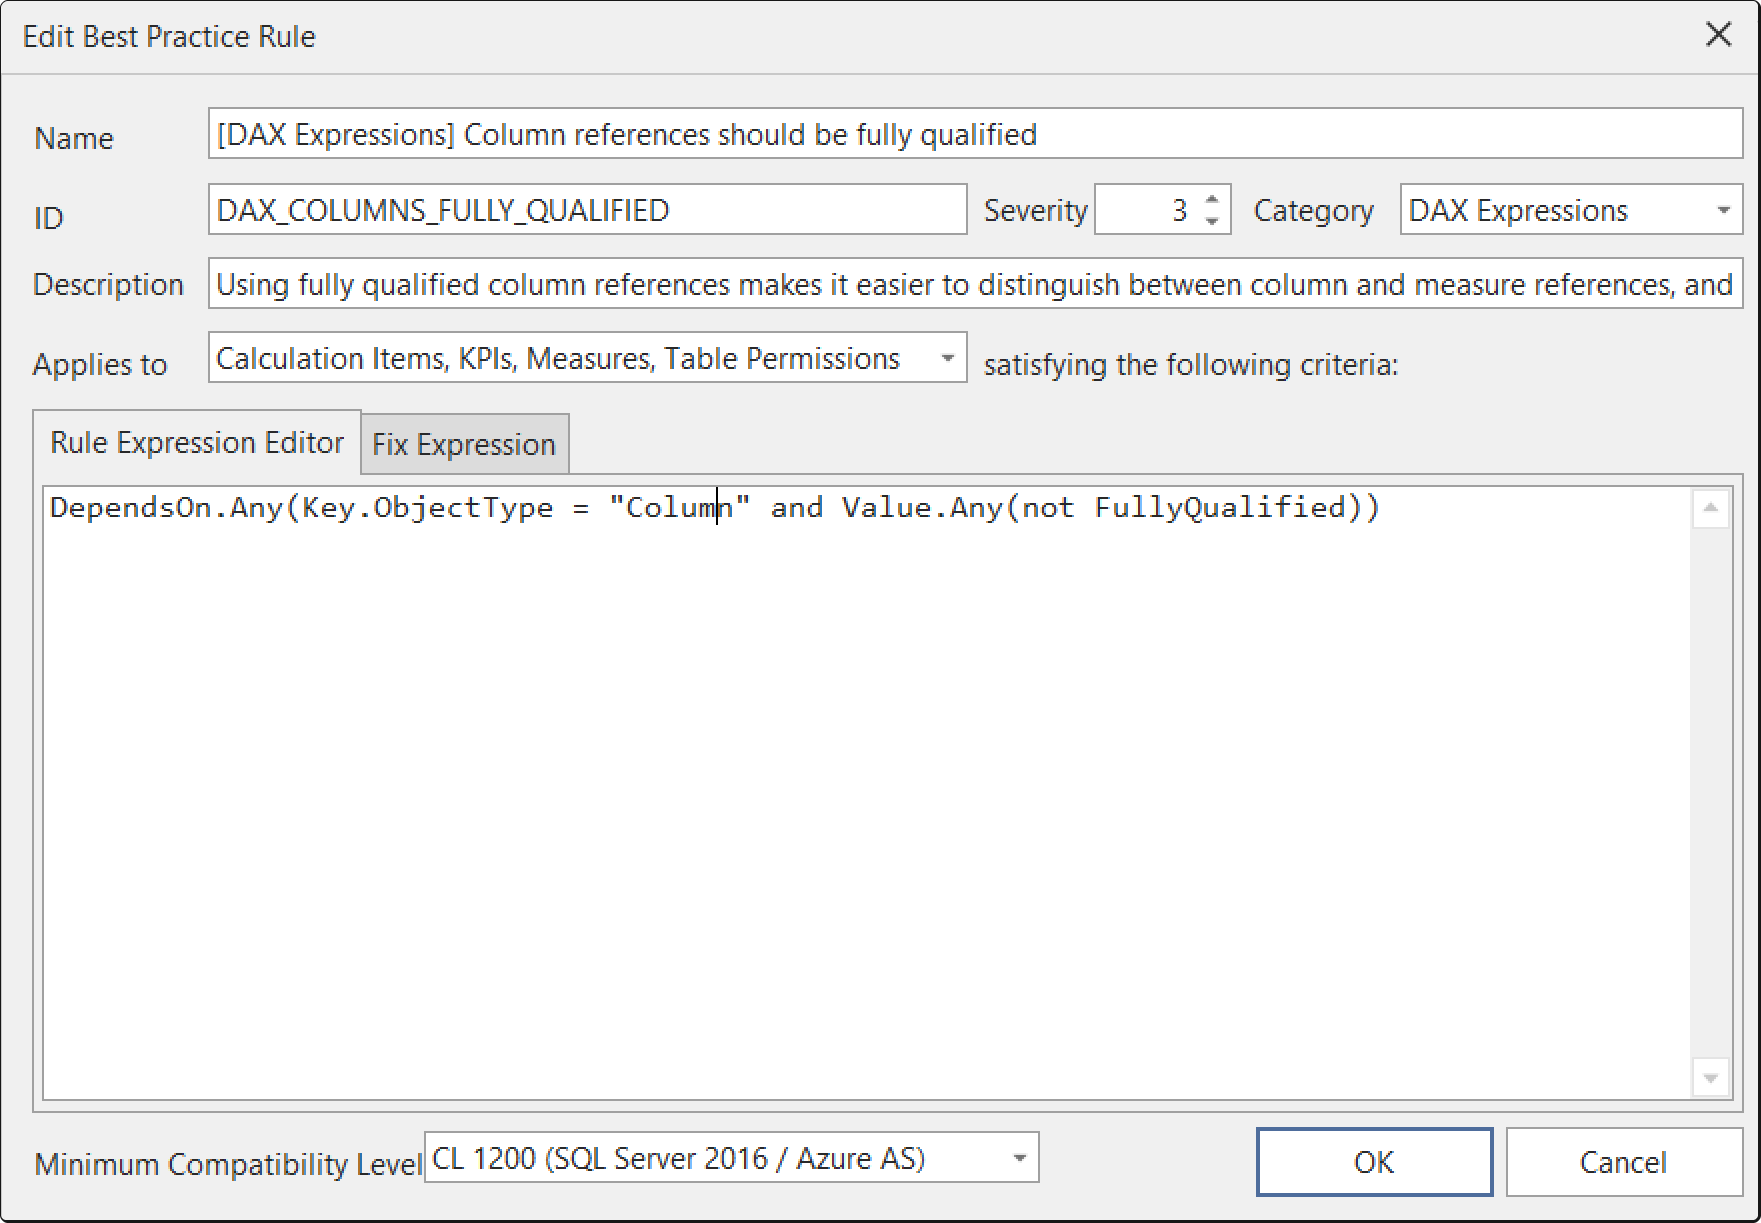 Edit Best Practice Rule
Name [DAX Expressions] Column references should be fully qualified
ID DAX_COLUMNS_FULLY_QUALIFIED Severity 3 Category DAX Expressions
Description Using fully qualified column references makes it easier to distinguish between column and measure references, and
Applies to Calculation Items, KPIs, Measures, Table Permissions satisfying the following criteria:
Rule Expression Editor Fix Expression
DependsOn.Any(Key.ObjectType = "Column" and Value.Any(not FullyQualified))
Minimum Compatibility Level CL 1200 (SQL Server 2016 / Azure AS) OK Cancel